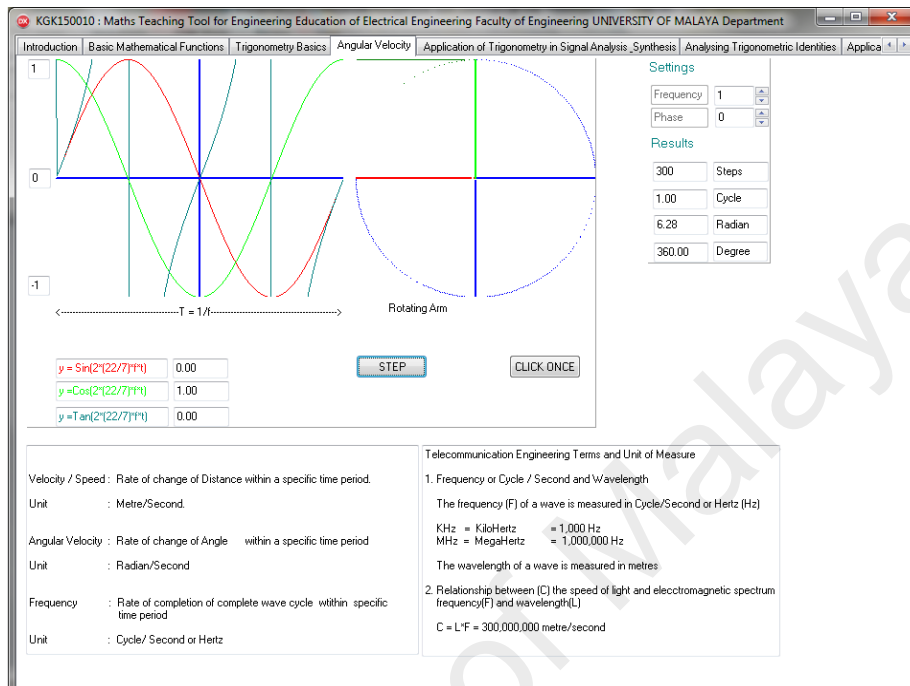 KGK150010 : Maths Teaching Tool for Engineering Education of Electrical Engineering Faculty of Engineering UNIVERSITY OF MALAYA Department
Introduction Basic Mathematical Functions Trigonometry Basics Angular Velocity Application of Trigonometry in Signal Analysis _Synthesis Analysing Trigonometric Identities Applica
1
0
-1
<------------------------------T = 1/f--------------------------------->
Rotating Arm
Settings
Frequency 1
Phase 0
Results
300 Steps
1.00 Cycle
6.28 Radian
360.00 Degree
y = Sin(2*(22/7)*f*t) 0.00
y =Cos(2*(22/7)*f*t) 1.00
y =Tan(2*(22/7)*f*t) 0.00
STEP
CLICK ONCE
Velocity / Speed : Rate of change of Distance within a specific time period.
Unit : Metre/Second.
Angular Velocity : Rate of change of Angle within a specific time period
Unit : Radian/Second
Frequency : Rate of completion of complete wave cycle wtithin specific
time period
Unit : Cycle/ Second or Hertz
Telecommunication Engineering Terms and Unit of Measure
1. Frequency or Cycle / Second and Wavelength
The frequency (F) of a wave is measured in Cycle/Second or Hertz (Hz)
KHz = KiloHertz = 1,000 Hz
MHz = MegaHertz = 1,000,000 Hz
The wavelength of a wave is measured in metres
2. Relationship between (C) the speed of light and elecctromagnetic spectrum
frequency(F) and wavelength(L)
C = L*F = 300,000,000 metre/second
of Malaya